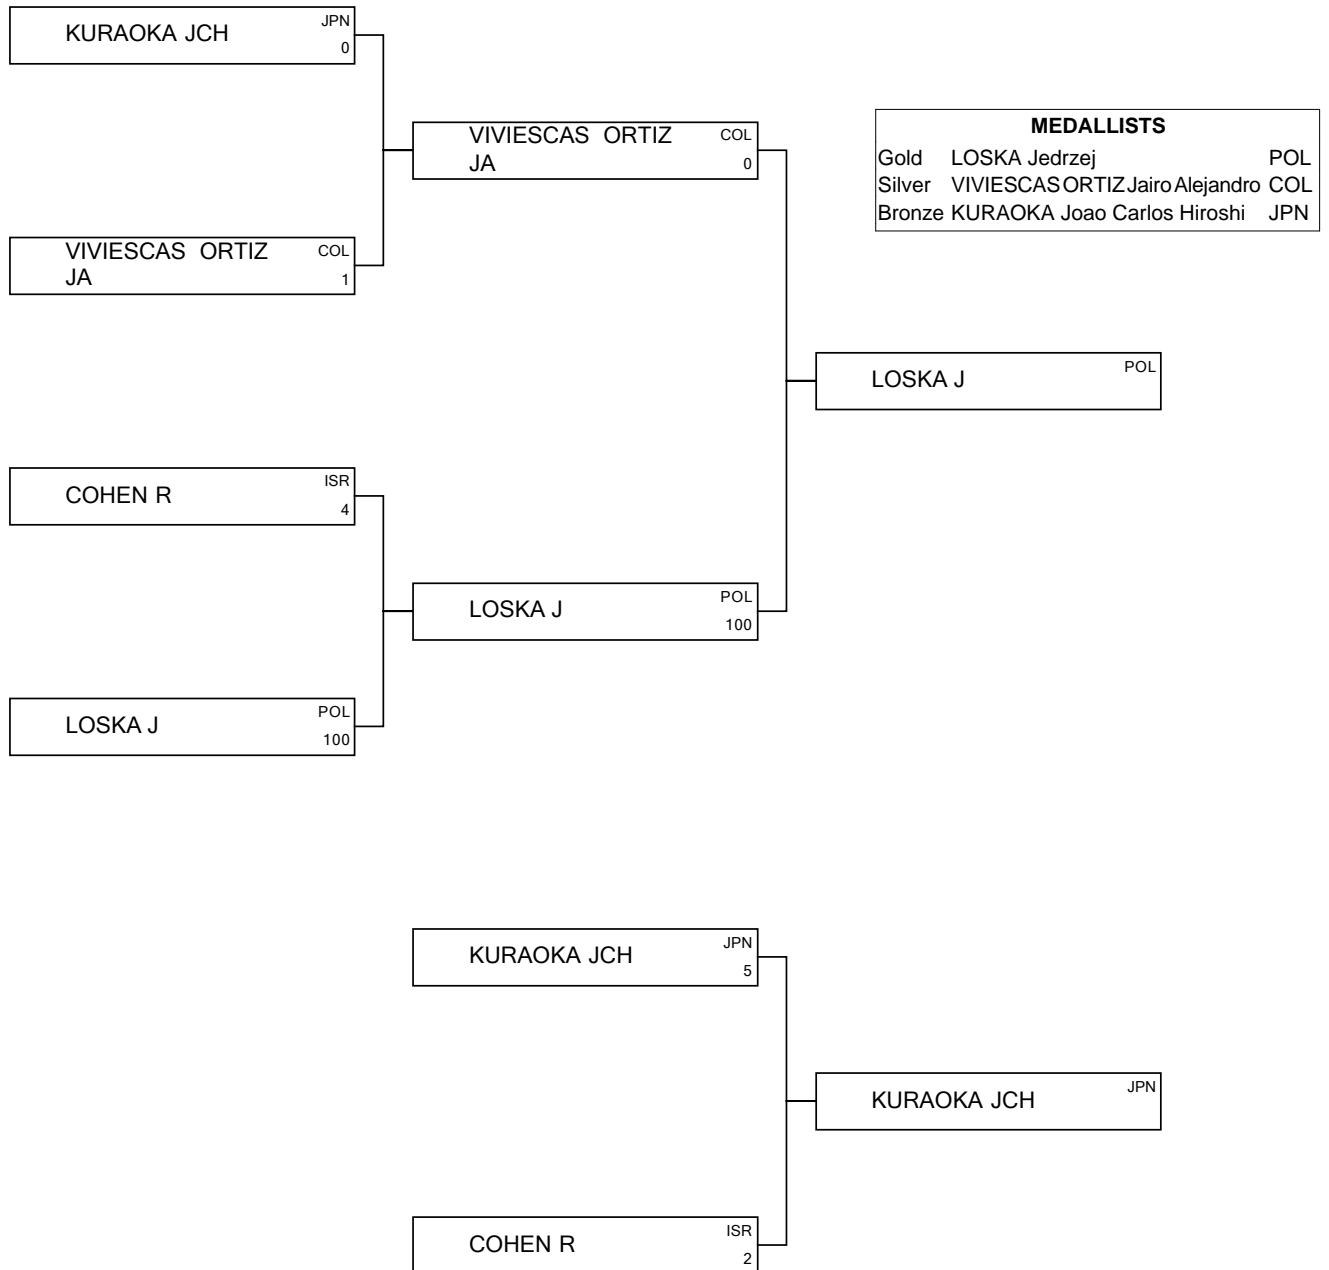 KURAOKA JCH JPN
0
VIVIESCAS ORTIZ COL
JA 0
MEDALLISTS
Gold LOSKA Jedrzej POL
Silver VIVIESCAS ORTIZ Jairo Alejandro COL
Bronze KURAOKA Joao Carlos Hiroshi JPN
VIVIESCAS ORTIZ COL
JA 1
LOSKA J POL
COHEN R ISR
4
LOSKA J POL
100
LOSKA J POL
100
KURAOKA JCH JPN
5
KURAOKA JCH JPN
COHEN R ISR
2